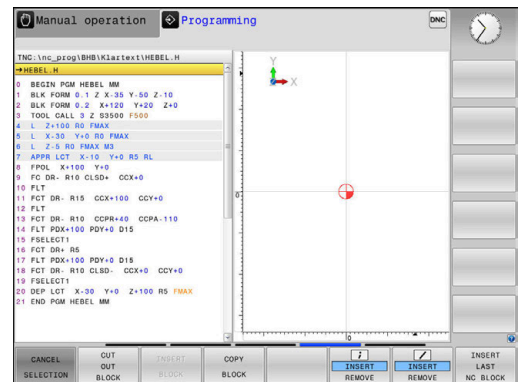 Manual operation
Programming
DNC
TNC:\nc_prog\BHB\Klartext\HEBEL.H
→HEBEL.H
0 BEGIN PGM HEBEL MM
1 BLK FORM 0.1 Z X-35 Y-50 Z-10
2 BLK FORM 0.2 X+120 Y+20 Z+0
3 TOOL CALL 3 Z S3500 F500
4 L Z+100 R0 FMAX
5 L X-30 Y+0 R0 FMAX
6 L Z-5 R0 FMAX M3
7 APPR LCT X-10 Y+0 R5 RL
8 FPOL X+100 Y+0
9 FC DR- R10 CLSD+ CCX+0
10 FLT
11 FCT DR- R15 CCX+100 CCY+0
12 FLT
13 FCT DR- R10 CCPR+40 CCPA-110
14 FLT PDX+100 PDY+0 D15
15 FSELECT1
16 FCT DR+ R5
17 FLT PDX+100 PDY+0 D15
18 FCT DR- R10 CLSD- CCX+0 CCY+0
19 FSELECT1
20 DEP LCT X-30 Y+0 Z+100 R5 FMAX
21 END PGM HEBEL MM
Y
X
0
0
CANCEL
SELECTION
CUT
OUT
BLOCK
INSERT
BLOCK
COPY
BLOCK
INSERT
REMOVE
INSERT
REMOVE
INSERT
LAST
NC BLOCK